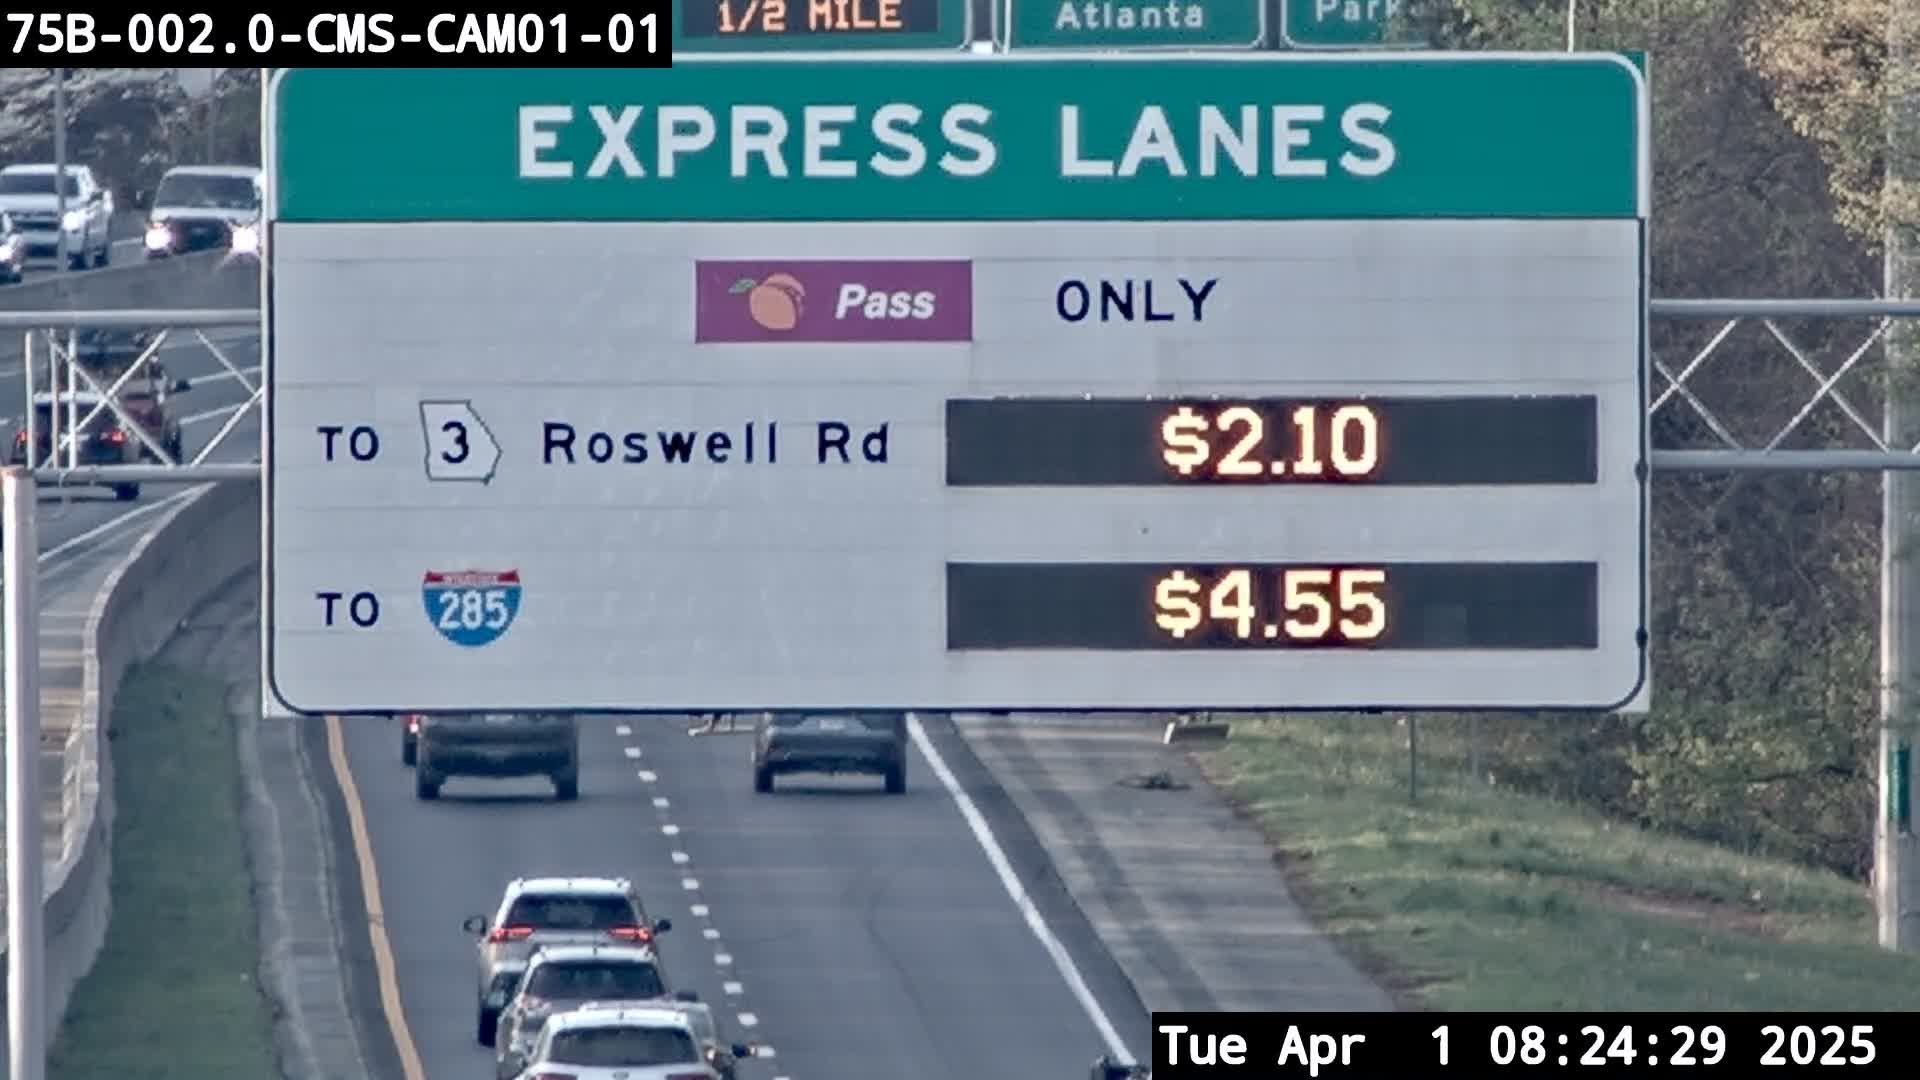 75B-002.0-CMS-CAM01-01
1/2 MILE
Atlanta
EXPRESS LANES
Pass ONLY
TO 3 Roswell Rd $2.10
TO 285 $4.55
Tue Apr 1 08:24:29 2025